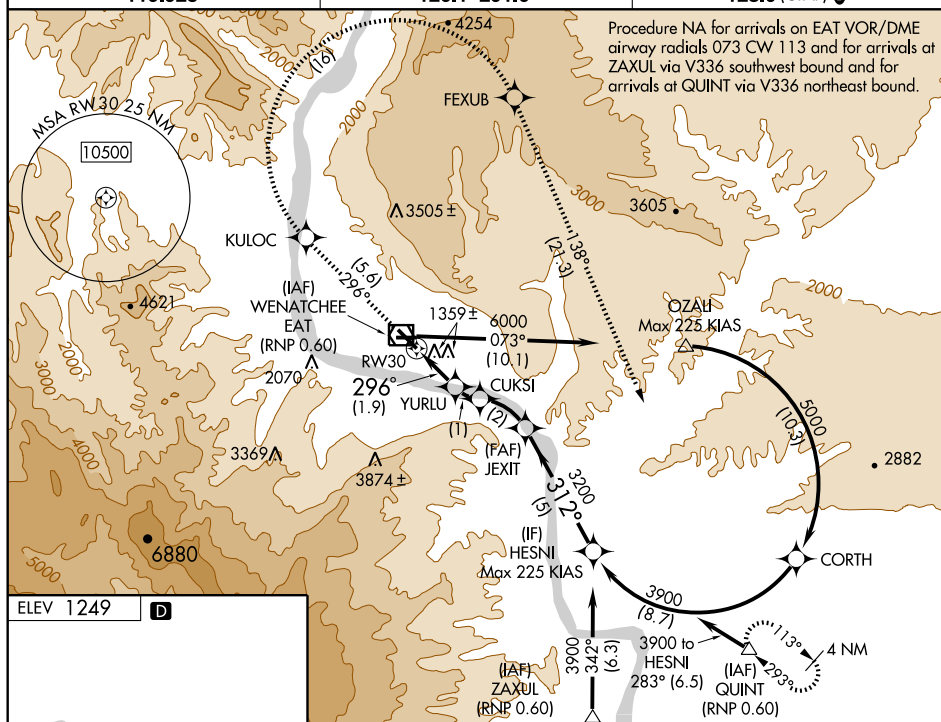 Procedure NA for arrivals on EAT VOR/DME
airway radials 073 CW 113 and for arrivals at
ZAXUL via V336 southwest bound and for
arrivals at QUINT via V336 northeast bound.
4254
(16)
FEXUB
2000
2000
MSA RW30 25 NM
10500
3505 ±
3000
3605
KULOC
138°
(21.3)
(5.6)
296°
4621
2000
3000
(IAF)
WENATCHEE
EAT
(RNP 0.60)
1359 ±
6000
073°
(10.1)
OZALI
Max 225 KIAS
2000
RW30
2070
296°
(1.9)
CUKSI
YURLU
(1)
(2)
5000
(10.3)
(FAF)
JEXIT
4000
3369
3874 ±
2882
3200
312°
(5)
6880
5000
(IF)
HESNI
Max 225 KIAS
CORTH
3900
(8.7)
ELEV 1249
D
3900
342°
(6.3)
3900 to
HESNI
283° (6.5)
113°
293°
4 NM
(IAF)
ZAXUL
(RNP 0.60)
(IAF)
QUINT
(RNP 0.60)